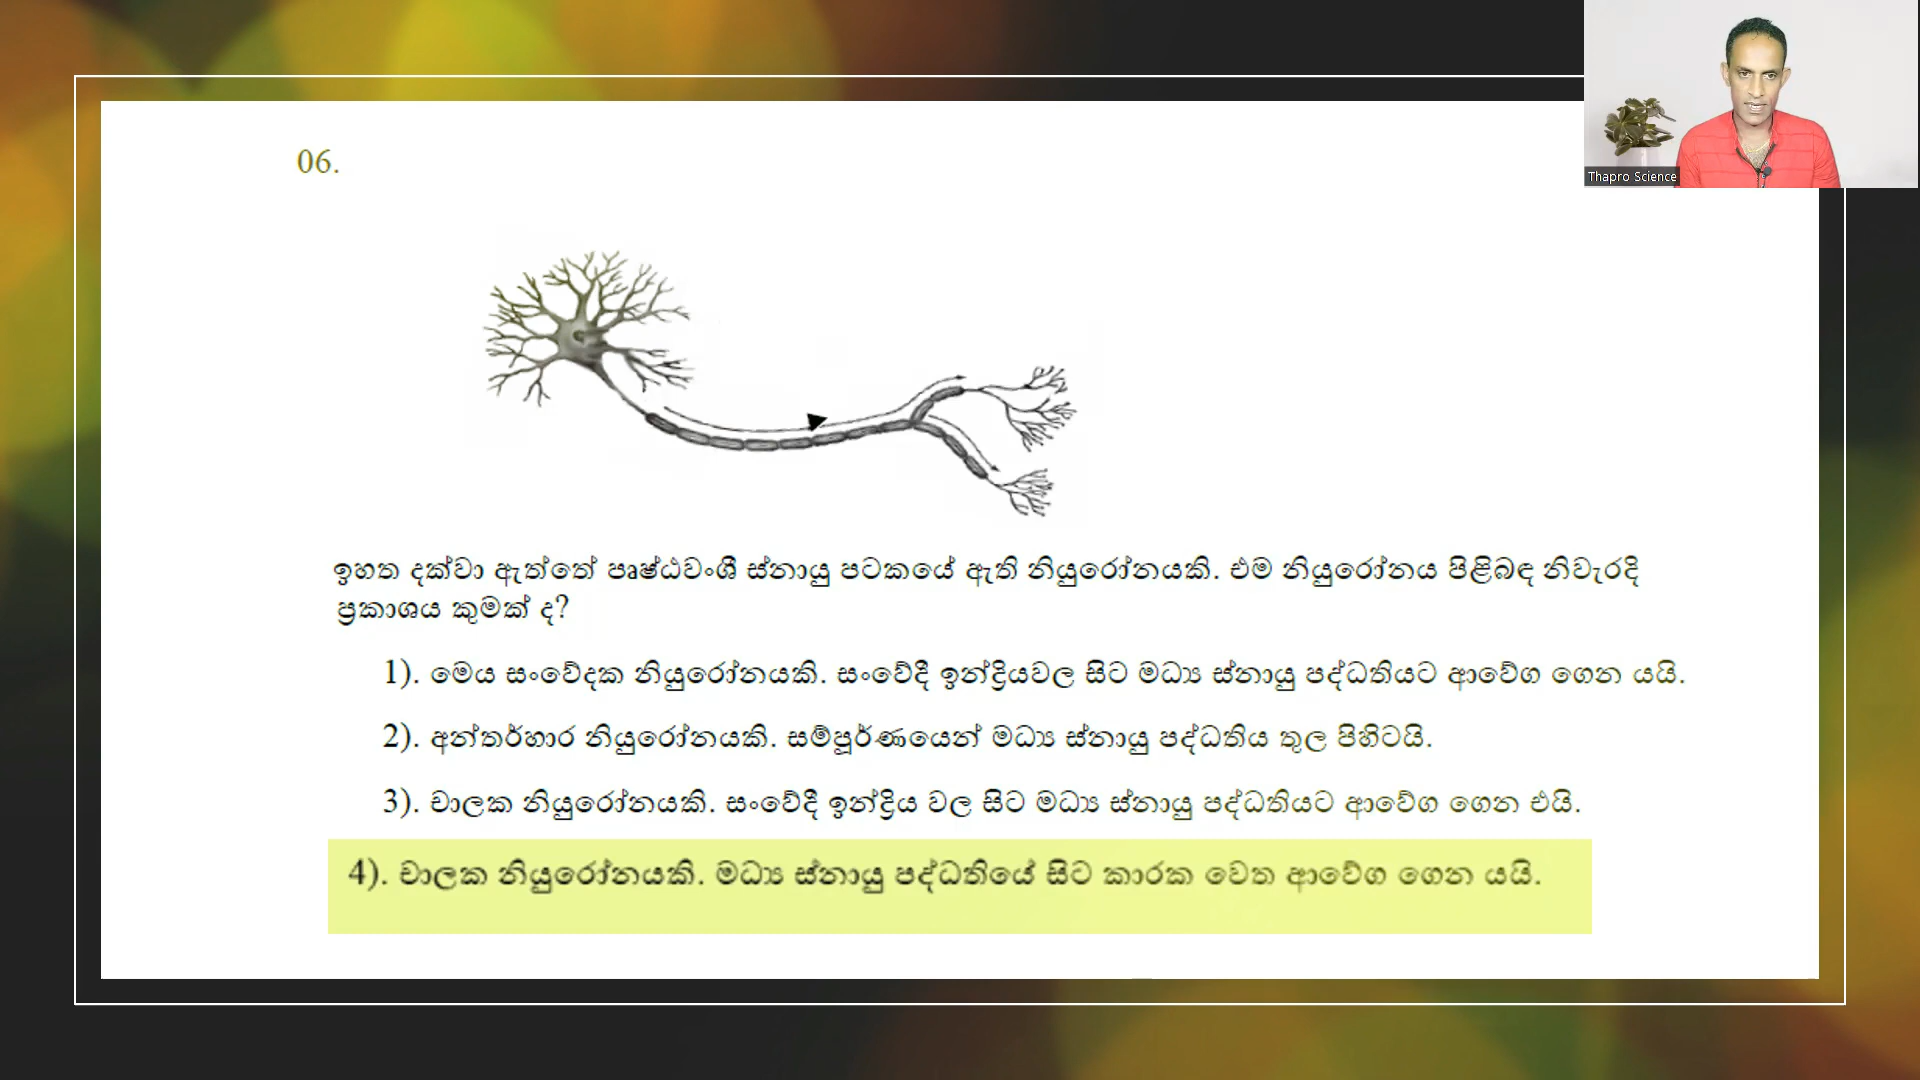 Thapro Science
06.
ඉහත දක්වා ඇත්තේ පෘෂ්ඨවංශී ස්නායු පටකයේ ඇති නියුරෝනයකි. එම නියුරෝනය පිළිබඳ නිවැරදි
ප්‍රකාශය කුමක් ද?
1). මෙය සංවේදක නියුරෝනයකි. සංවේදී ඉන්ද්‍රියවල සිට මධ්‍ය ස්නායු පද්ධතියට ආවේග ගෙන යයි.
2). අන්තර්හාර නියුරෝනයකි. සම්පූර්ණයෙන් මධ්‍ය ස්නායු පද්ධතිය තුල පිහිටයි.
3). චාලක නියුරෝනයකි. සංවේදී ඉන්ද්‍රිය වල සිට මධ්‍ය ස්නායු පද්ධතියට ආවේග ගෙන එයි.
4). චාලක නියුරෝනයකි. මධ්‍ය ස්නායු පද්ධතියේ සිට කාරක වෙත ආවේග ගෙන යයි.